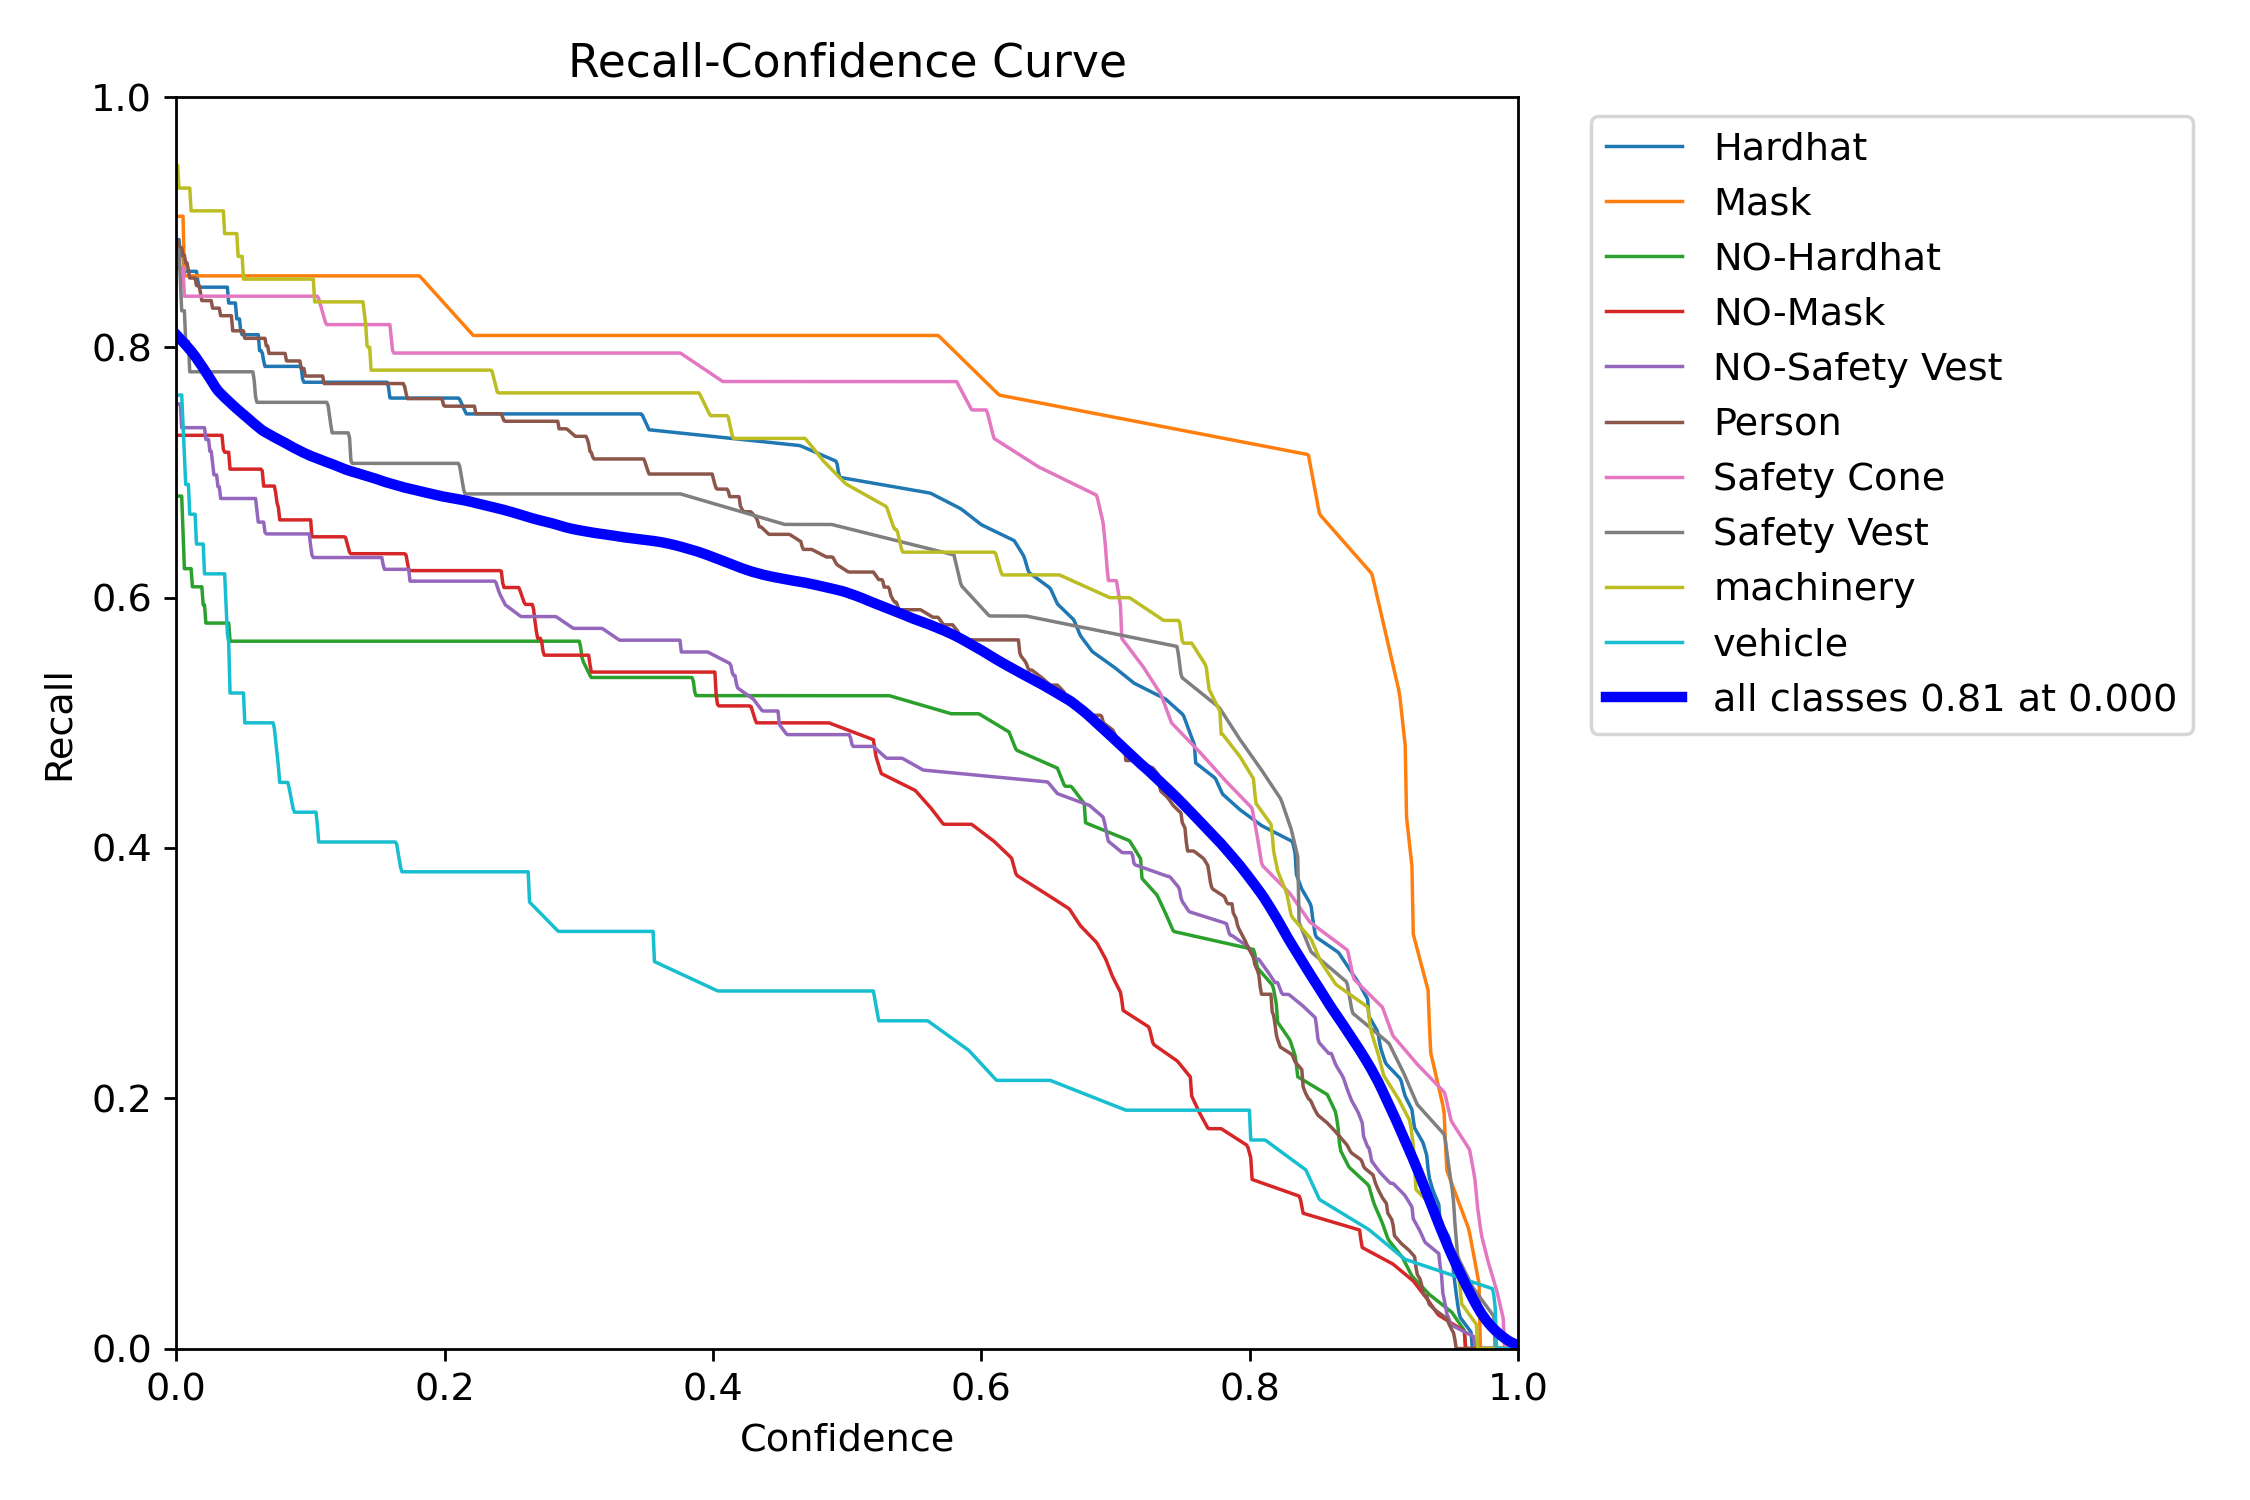 Recall-Confidence Curve
1.0
0.8
0.6
0.4
0.2
0.0
Recall
0.0 0.2 0.4 0.6 0.8 1.0
Confidence
Hardhat
Mask
NO-Hardhat
NO-Mask
NO-Safety Vest
Person
Safety Cone
Safety Vest
machinery
vehicle
all classes 0.81 at 0.000